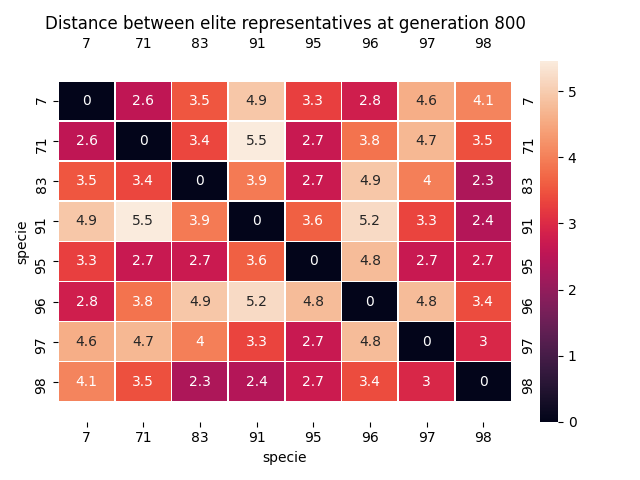 Distance between elite representatives at generation 800
7 71 83 91 95 96 97 98
7 0 2.6 3.5 4.9 3.3 2.8 4.6 4.1 7
71 2.6 0 3.4 5.5 2.7 3.8 4.7 3.5 71
83 3.5 3.4 0 3.9 2.7 4.9 4 2.3 83
91 4.9 5.5 3.9 0 3.6 5.2 3.3 2.4 91
95 3.3 2.7 2.7 3.6 0 4.8 2.7 2.7 95
96 2.8 3.8 4.9 5.2 4.8 0 4.8 3.4 96
97 4.6 4.7 4 3.3 2.7 4.8 0 3 97
98 4.1 3.5 2.3 2.4 2.7 3.4 3 0 98
7 71 83 91 95 96 97 98
specie
specie
5
4
3
2
1
0